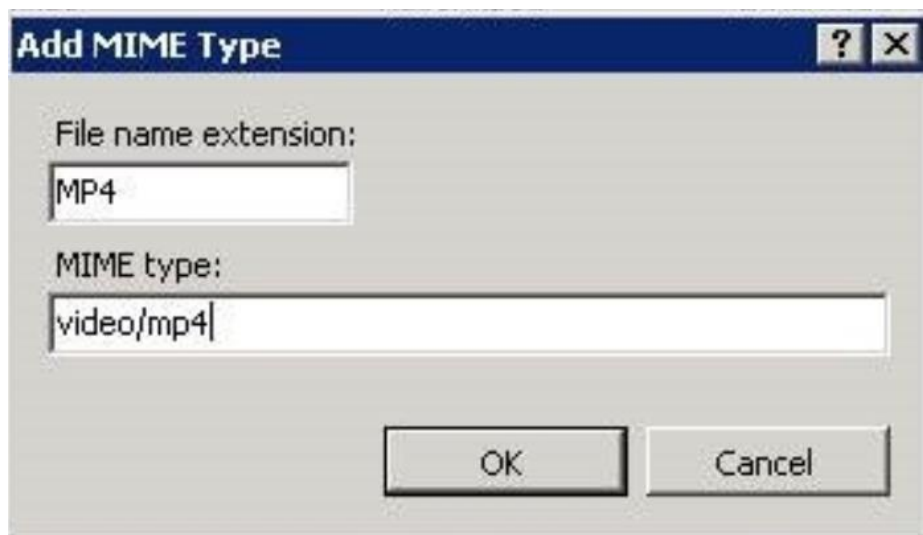 Add MIME Type
File name extension:
MP4
MIME type:
video/mp4
OK Cancel